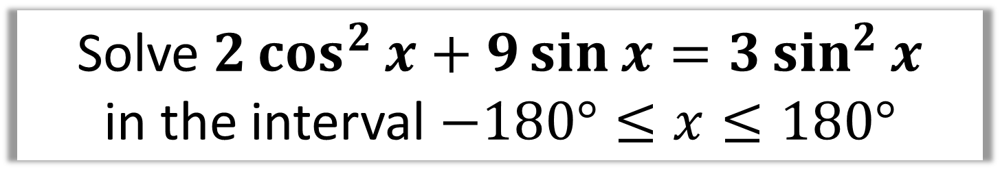 Solve 2 cos² x + 9 sin x = 3 sin² x
in the interval −180° ≤ x ≤ 180°